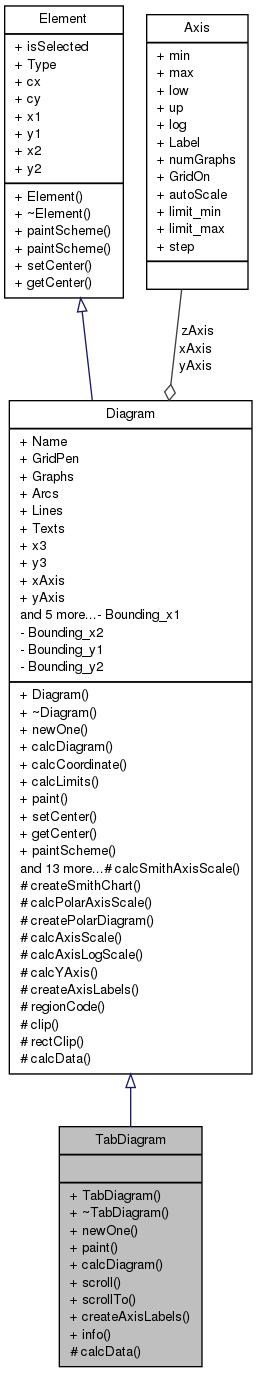 Element
+ isSelected
+ Type
+ cx
+ cy
+ x1
+ y1
+ x2
+ y2
+ Element()
+ ~Element()
+ paintScheme()
+ paintScheme()
+ setCenter()
+ getCenter()
Axis
+ min
+ max
+ low
+ up
+ log
+ Label
+ numGraphs
+ GridOn
+ autoScale
+ limit_min
+ limit_max
+ step
zAxis
xAxis
yAxis
Diagram
+ Name
+ GridPen
+ Graphs
+ Arcs
+ Lines
+ Texts
+ x3
+ y3
+ xAxis
+ yAxis
and 5 more...- Bounding_x1
- Bounding_x2
- Bounding_y1
- Bounding_y2
+ Diagram()
+ ~Diagram()
+ newOne()
+ calcDiagram()
+ calcCoordinate()
+ calcLimits()
+ paint()
+ setCenter()
+ getCenter()
+ paintScheme()
and 13 more...# calcSmithAxisScale()
# createSmithChart()
# calcPolarAxisScale()
# createPolarDiagram()
# calcAxisScale()
# calcAxisLogScale()
# calcYAxis()
# createAxisLabels()
# regionCode()
# clip()
# rectClip()
# calcData()
TabDiagram
+ TabDiagram()
+ ~TabDiagram()
+ newOne()
+ paint()
+ calcDiagram()
+ scroll()
+ scrollTo()
+ createAxisLabels()
+ info()
# calcData()